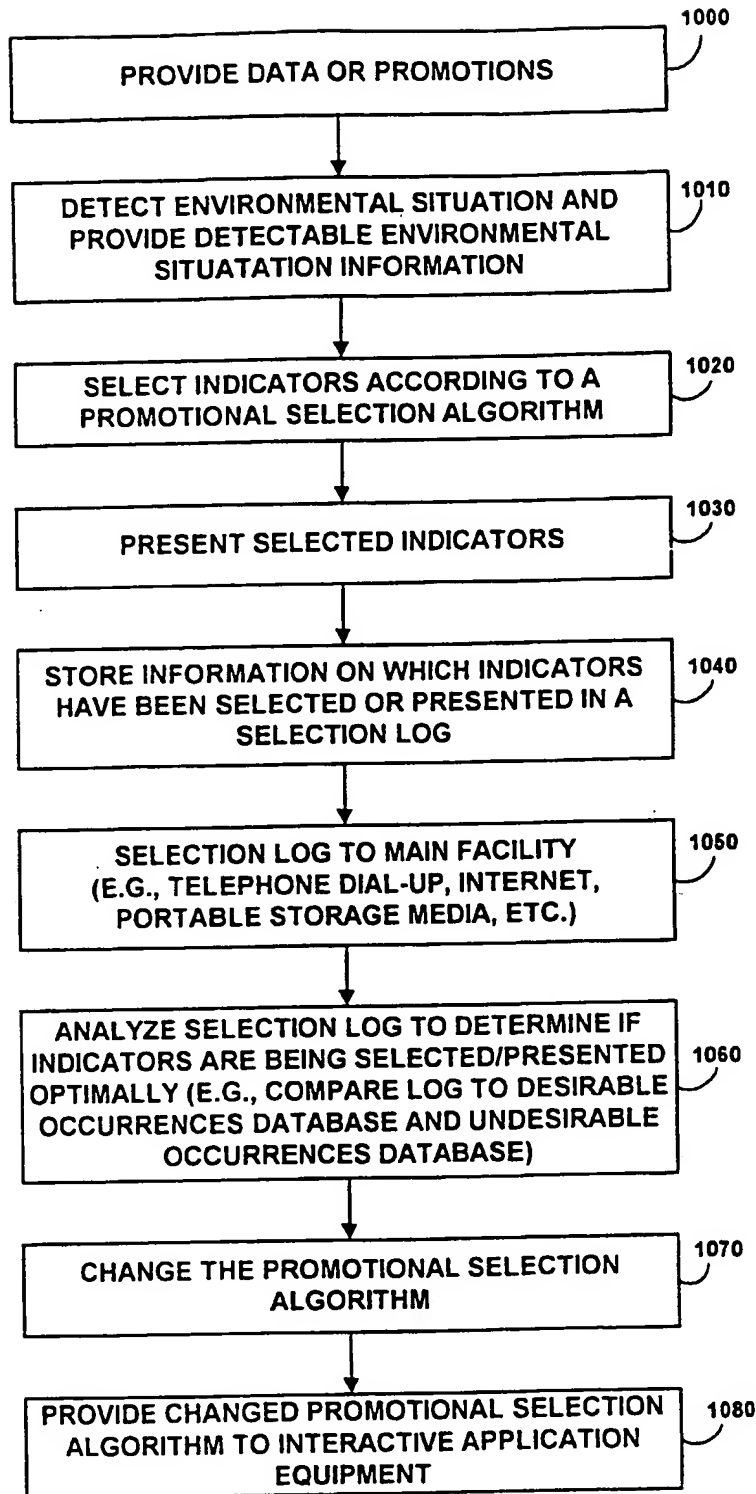 1000
PROVIDE DATA OR PROMOTIONS
1010
DETECT ENVIRONMENTAL SITUATION AND
PROVIDE DETECTABLE ENVIRONMENTAL
SITUATATION INFORMATION
1020
SELECT INDICATORS ACCORDING TO A
PROMOTIONAL SELECTION ALGORITHM
1030
PRESENT SELECTED INDICATORS
1040
STORE INFORMATION ON WHICH INDICATORS
HAVE BEEN SELECTED OR PRESENTED IN A
SELECTION LOG
1050
SELECTION LOG TO MAIN FACILITY
(E.G., TELEPHONE DIAL-UP, INTERNET,
PORTABLE STORAGE MEDIA, ETC.)
ANALYZE SELECTION LOG TO DETERMINE IF
INDICATORS ARE BEING SELECTED/PRESENTED
1060
OPTIMALLY (E.G., COMPARE LOG TO DESIRABLE
OCCURRENCES DATABASE AND UNDESIRABLE
OCCURRENCES DATABASE)
1070
CHANGE THE PROMOTIONAL SELECTION
ALGORITHM
PROVIDE CHANGED PROMOTIONAL SELECTION
ALGORITHM TO INTERACTIVE APPLICATION
1080
EQUIPMENT